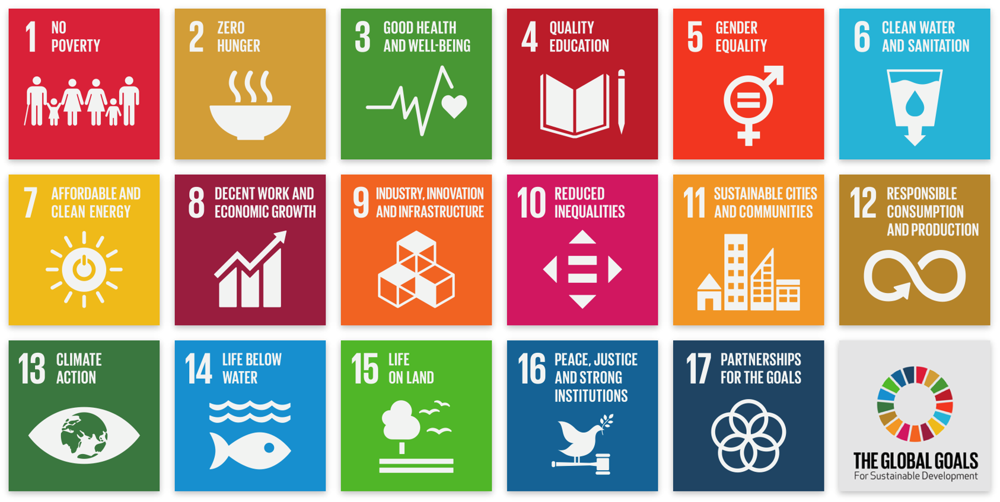 1 NO
POVERTY
2 ZERO
HUNGER
3 GOOD HEALTH
AND WELL-BEING
4 QUALITY
EDUCATION
5 GENDER
EQUALITY
6 CLEAN WATER
AND SANITATION
7 AFFORDABLE AND
CLEAN ENERGY
8 DECENT WORK AND
ECONOMIC GROWTH
9 INDUSTRY, INNOVATION
AND INFRASTRUCTURE
10 REDUCED
INEQUALITIES
11 SUSTAINABLE CITIES
AND COMMUNITIES
12 RESPONSIBLE
CONSUMPTION
AND PRODUCTION
13 CLIMATE
ACTION
14 LIFE BELOW
WATER
15 LIFE
ON LAND
16 PEACE, JUSTICE
AND STRONG
INSTITUTIONS
17 PARTNERSHIPS
FOR THE GOALS
THE GLOBAL GOALS
For Sustainable Development